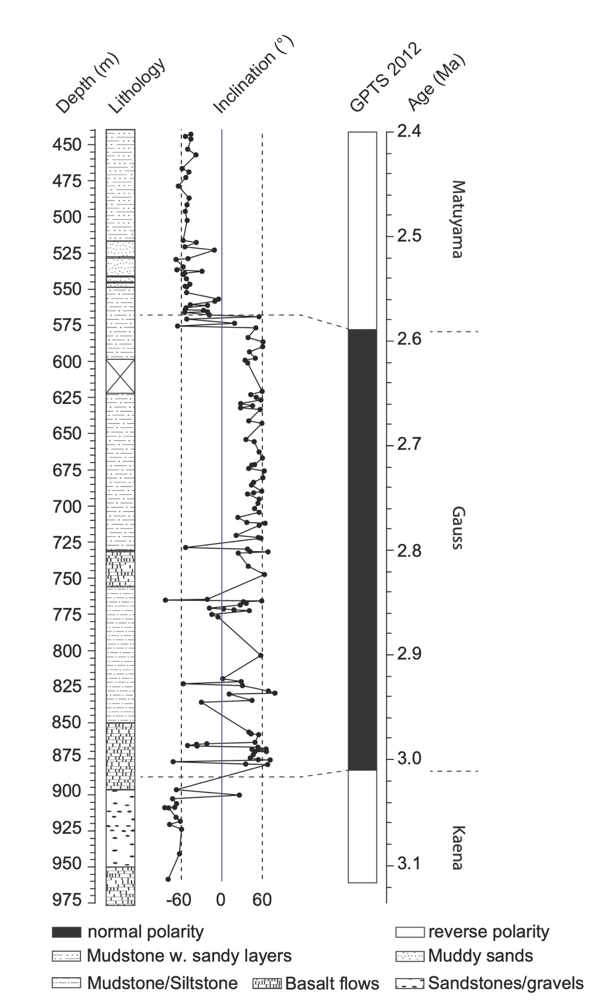 Depth (m)
Lithology
Inclination (°)
GPTS 2012
Age (Ma)
450
475
500
525
550
575
600
625
650
675
700
725
750
775
800
825
850
875
900
925
950
975
-60 0 60
2.4
2.5
2.6
2.7
2.8
2.9
3.0
3.1
Matuyama
Gauss
Kaena
normal polarity
reverse polarity
Mudstone w. sandy layers
Muddy sands
Mudstone/Siltstone
Basalt flows
Sandstones/gravels